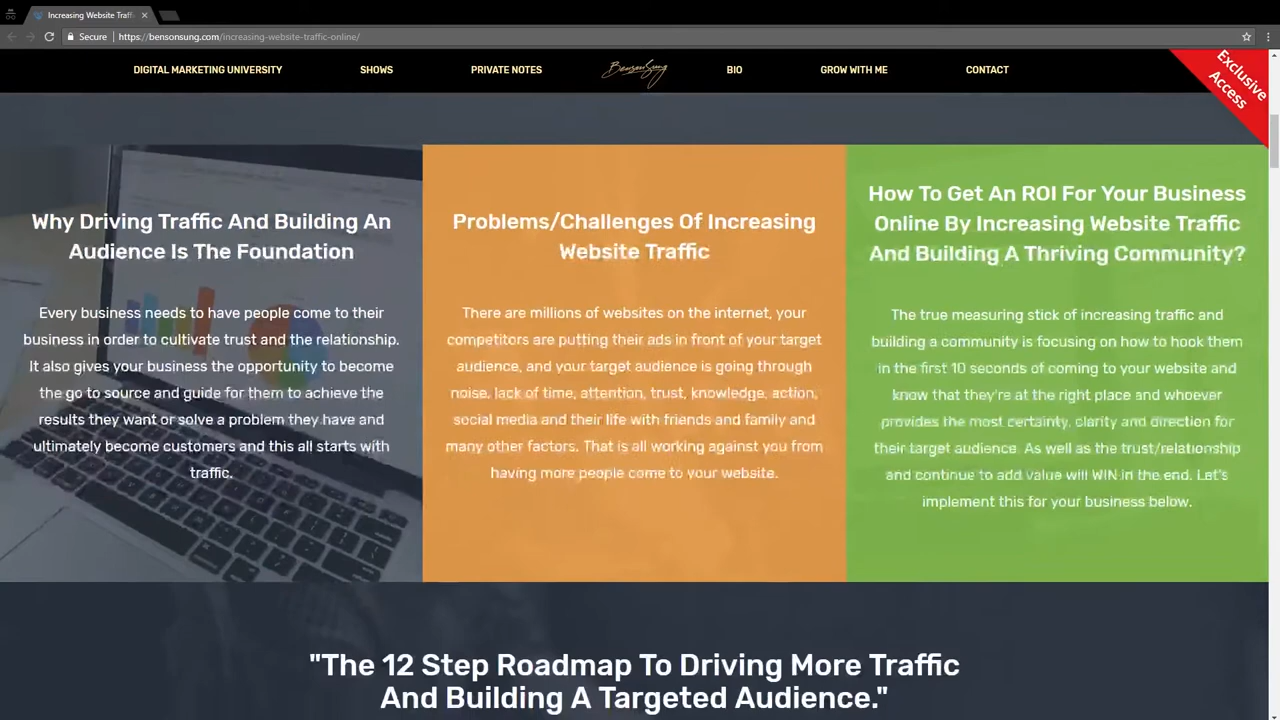 Increasing Website Traff
Secure
https://bensonsung.com/increasing-website-traffic-online/
DIGITAL MARKETING UNIVERSITY
SHOWS
PRIVATE NOTES
BensonSung
BIO
GROW WITH ME
CONTACT
Exclusive
Access
Why Driving Traffic And Building An
Audience Is The Foundation
Every business needs to have people come to their
business in order to cultivate trust and the relationship.
It also gives your business the opportunity to become
the go to source and guide for them to achieve the
results they want or solve a problem they have and
ultimately become customers and this all starts with
traffic.
Problems/Challenges Of Increasing
Website Traffic
There are millions of websites on the internet, your
competitors are putting their ads in front of your target
audience, and your target audience is going through
noise, lack of time, attention, trust, knowledge, action,
social media and their life with friends and family and
many other factors. That is all working against you from
having more people come to your website.
How To Get An ROI For Your Business
Online By Increasing Website Traffic
And Building A Thriving Community?
The true measuring stick of increasing traffic and
building a community is focusing on how to hook them
in the first 10 seconds of coming to your website and
know that they're at the right place and whoever
provides the most certainty, clarity and direction for
their target audience. As well as the trust/relationship
and continue to add value will WIN in the end. Let's
implement this for your business below.
"The 12 Step Roadmap To Driving More Traffic
And Building A Targeted Audience."